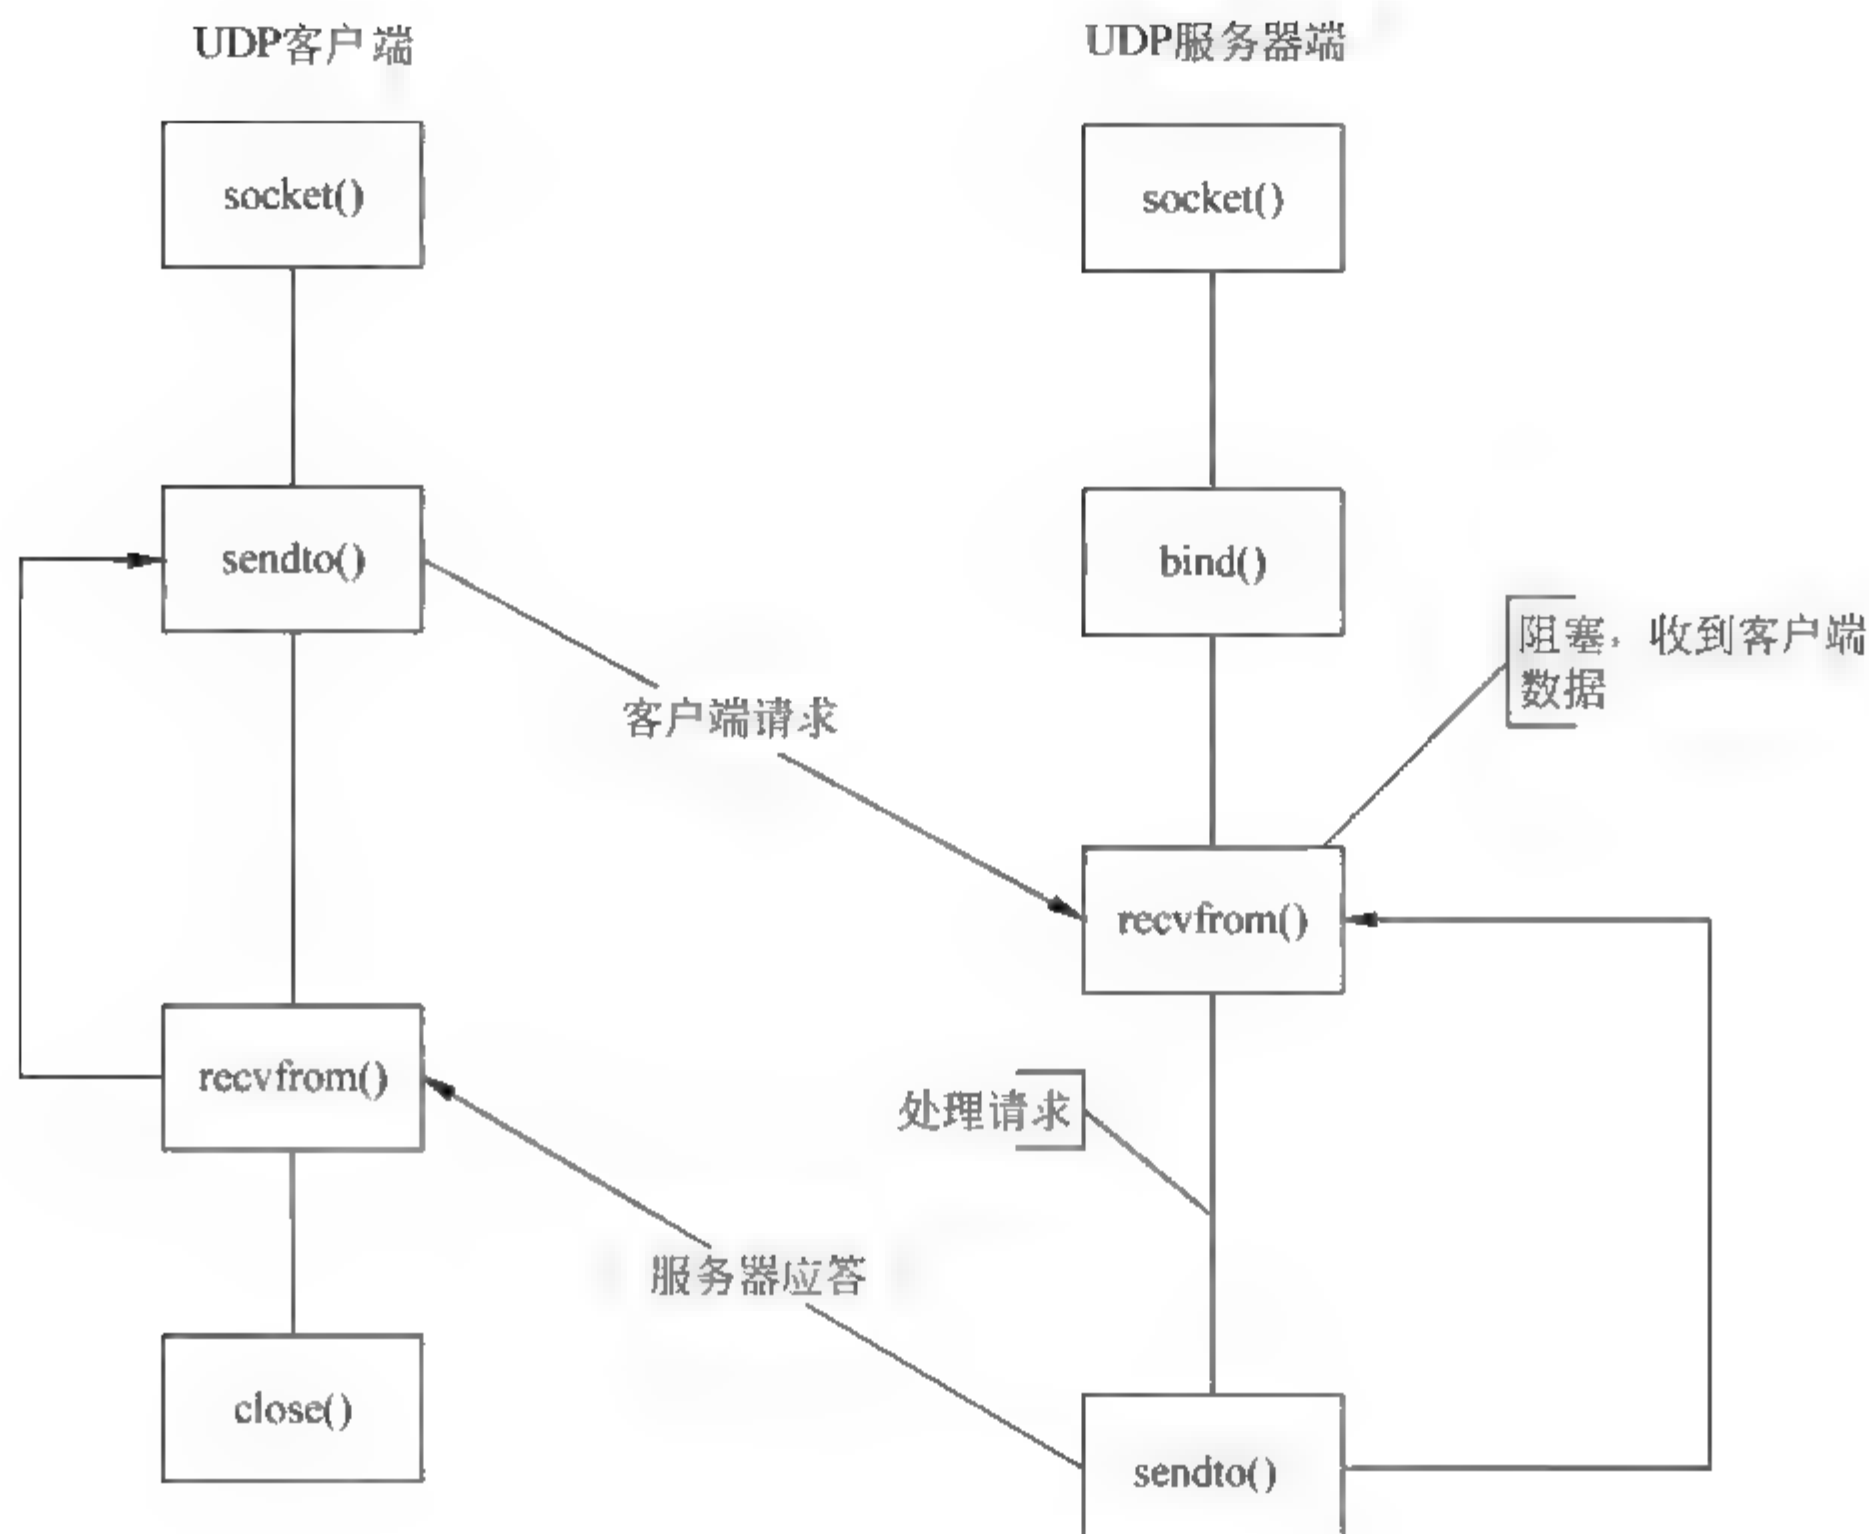 UDP客户端
UDP服务器端
socket()
socket()
sendto()
bind()
阻塞，收到客户端
数据
客户端请求
recvfrom()
recvfrom()
处理请求
服务器应答
close()
sendto()